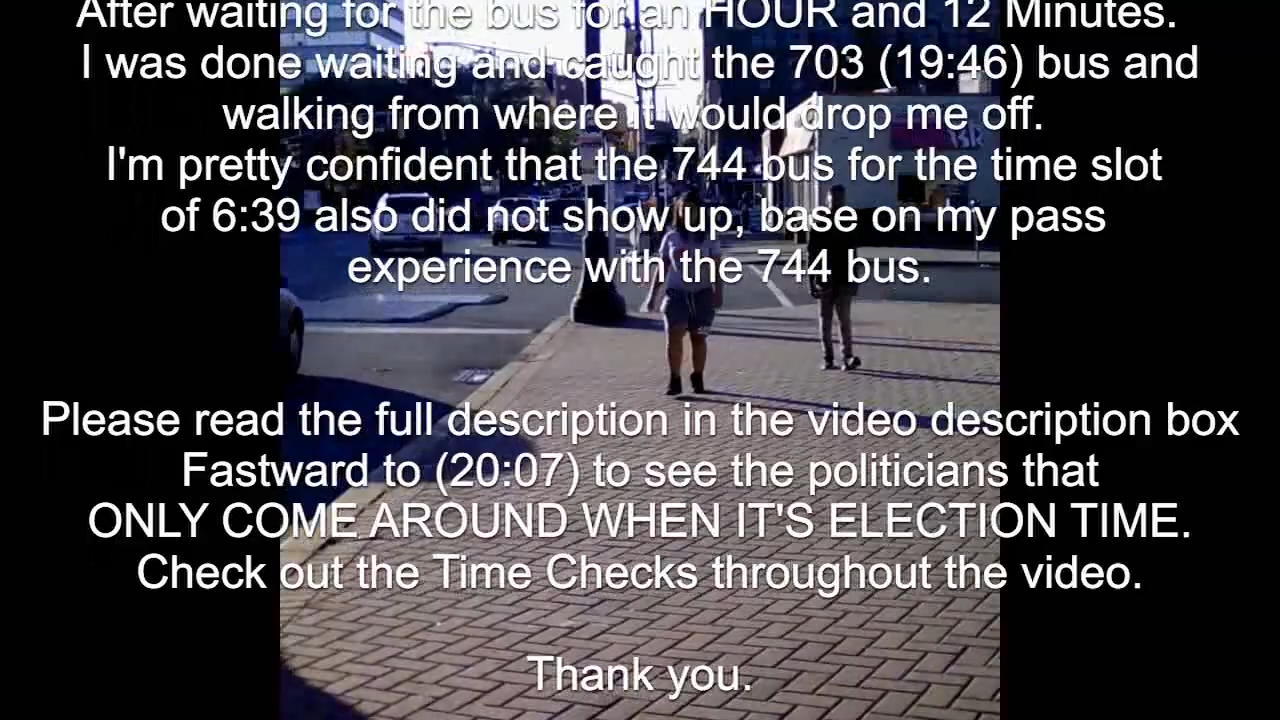 After waiting for the bus for an HOUR and 12 Minutes.
I was done waiting and caught the 703 (19:46) bus and
walking from where it would drop me off.
I'm pretty confident that the 744 bus for the time slot
of 6:39 also did not show up, base on my pass
experience with the 744 bus.
Please read the full description in the video description box
Fastward to (20:07) to see the politicians that
ONLY COME AROUND WHEN IT'S ELECTION TIME.
Check out the Time Checks throughout the video.
Thank you.